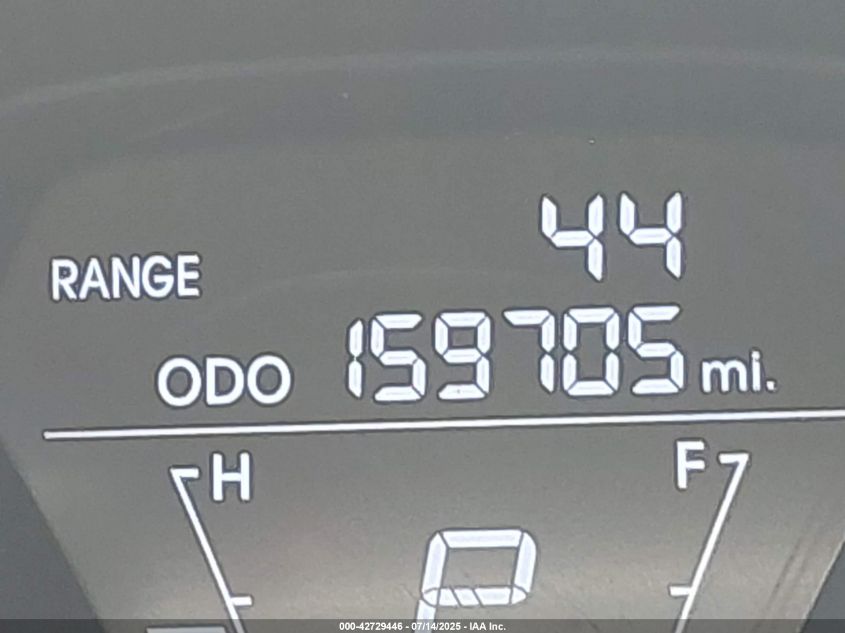 44
RANGE
159705 mi.
ODO
H F
P
000-42729446 - 07/14/2025 - IAA Inc.